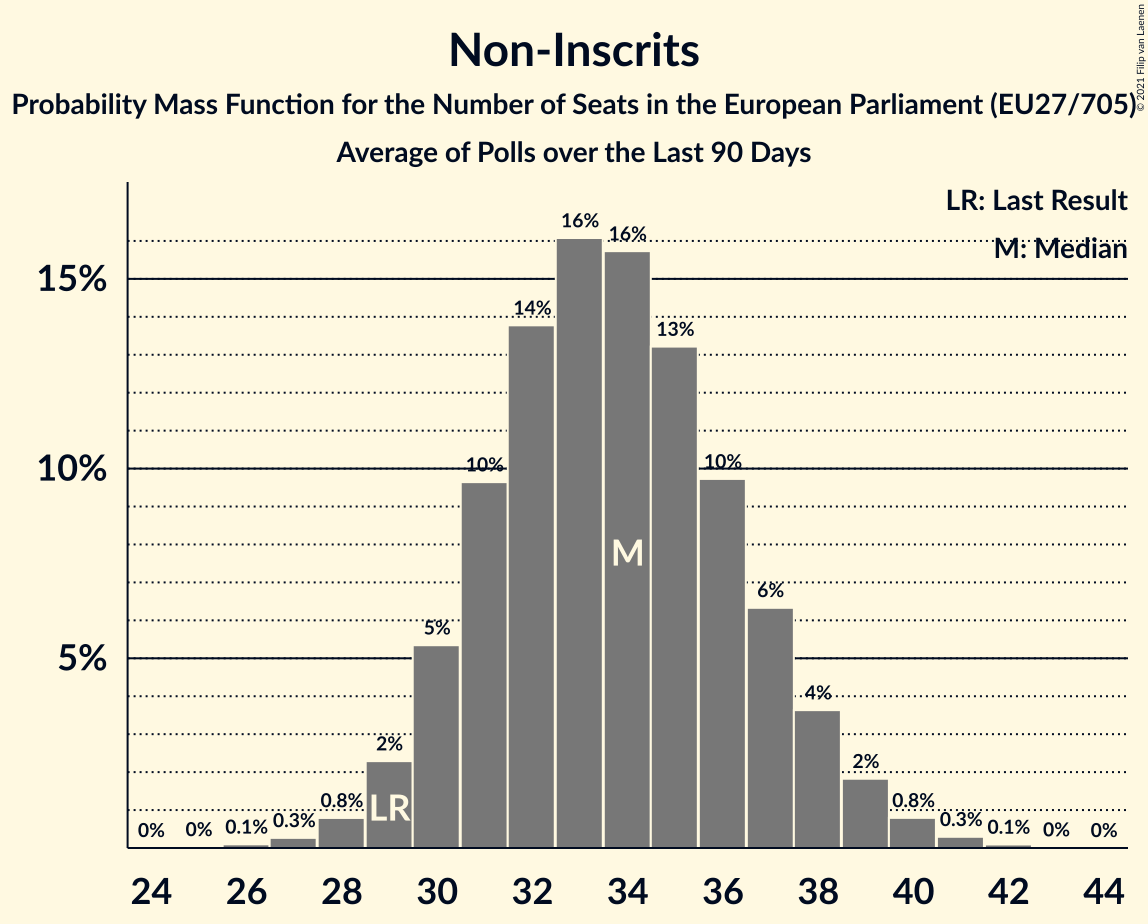 Non-Inscrits
Probability Mass Function for the Number of Seats in the European Parliament (EU27/705)
Average of Polls over the Last 90 Days
© 2021 Filip van Laenen
LR: Last Result
M: Median
15%
10%
5%
0%
0%
0.1%
0.3%
0.8%
2%
5%
10%
14%
16%
16%
13%
10%
6%
4%
2%
0.8%
0.3%
0.1%
0%
0%
LR
M
24 26 28 30 32 34 36 38 40 42 44